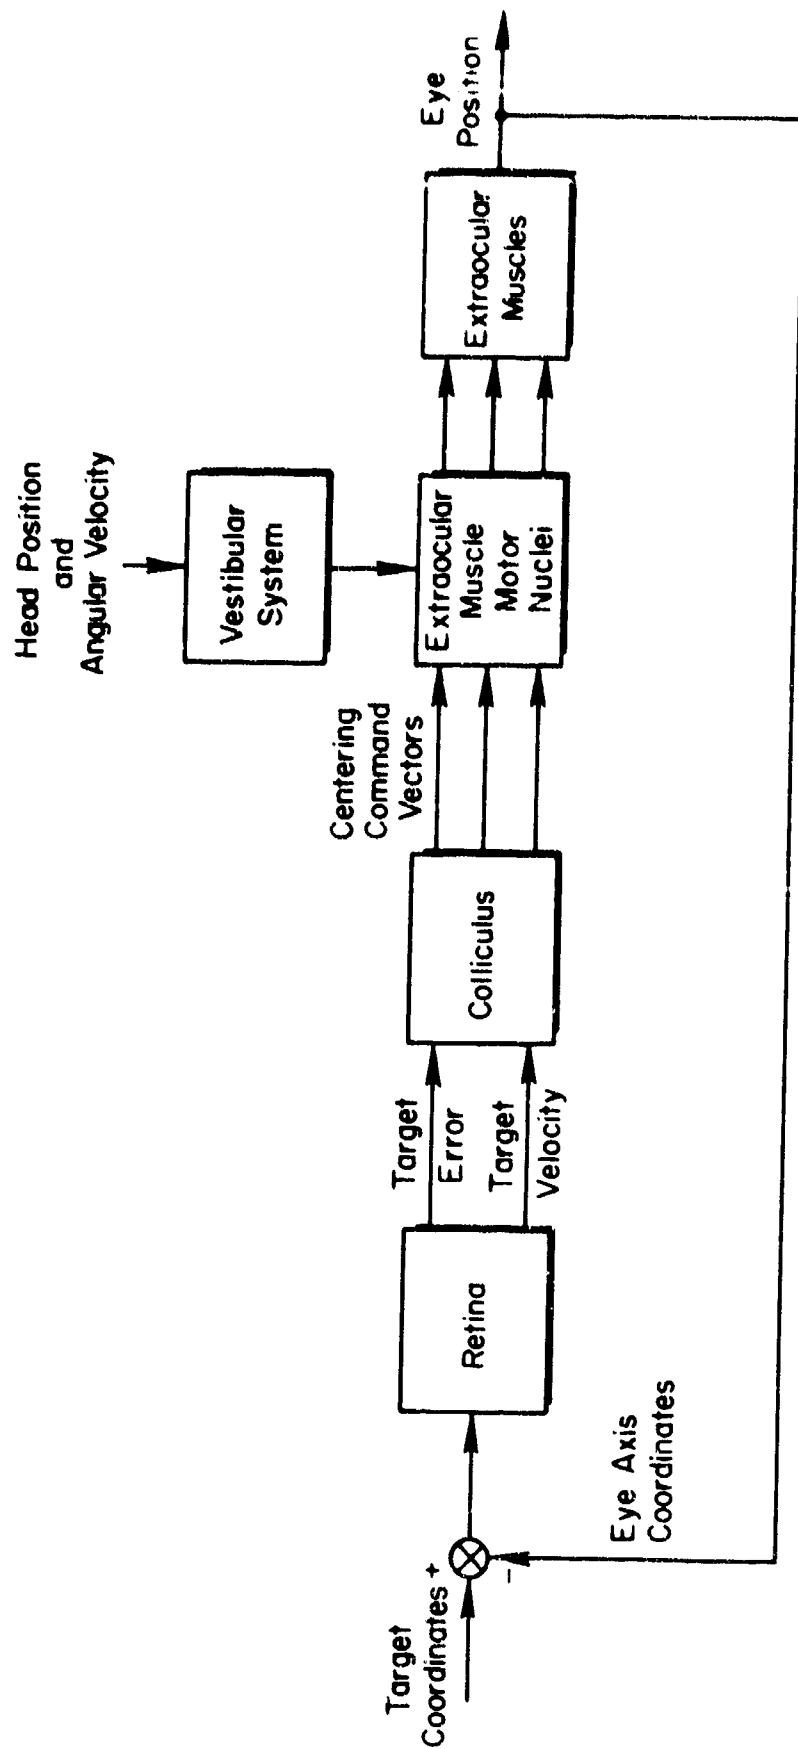 Head Position
and
Angular Velocity
Vestibular
System
Target
Coordinates +
-
Eye Axis
Coordinates
Retina
Target
Error
Target
Velocity
Colliculus
Centering
Command
Vectors
Extraocular
Muscle
Motor
Nuclei
Extraocular
Muscles
Eye
Position